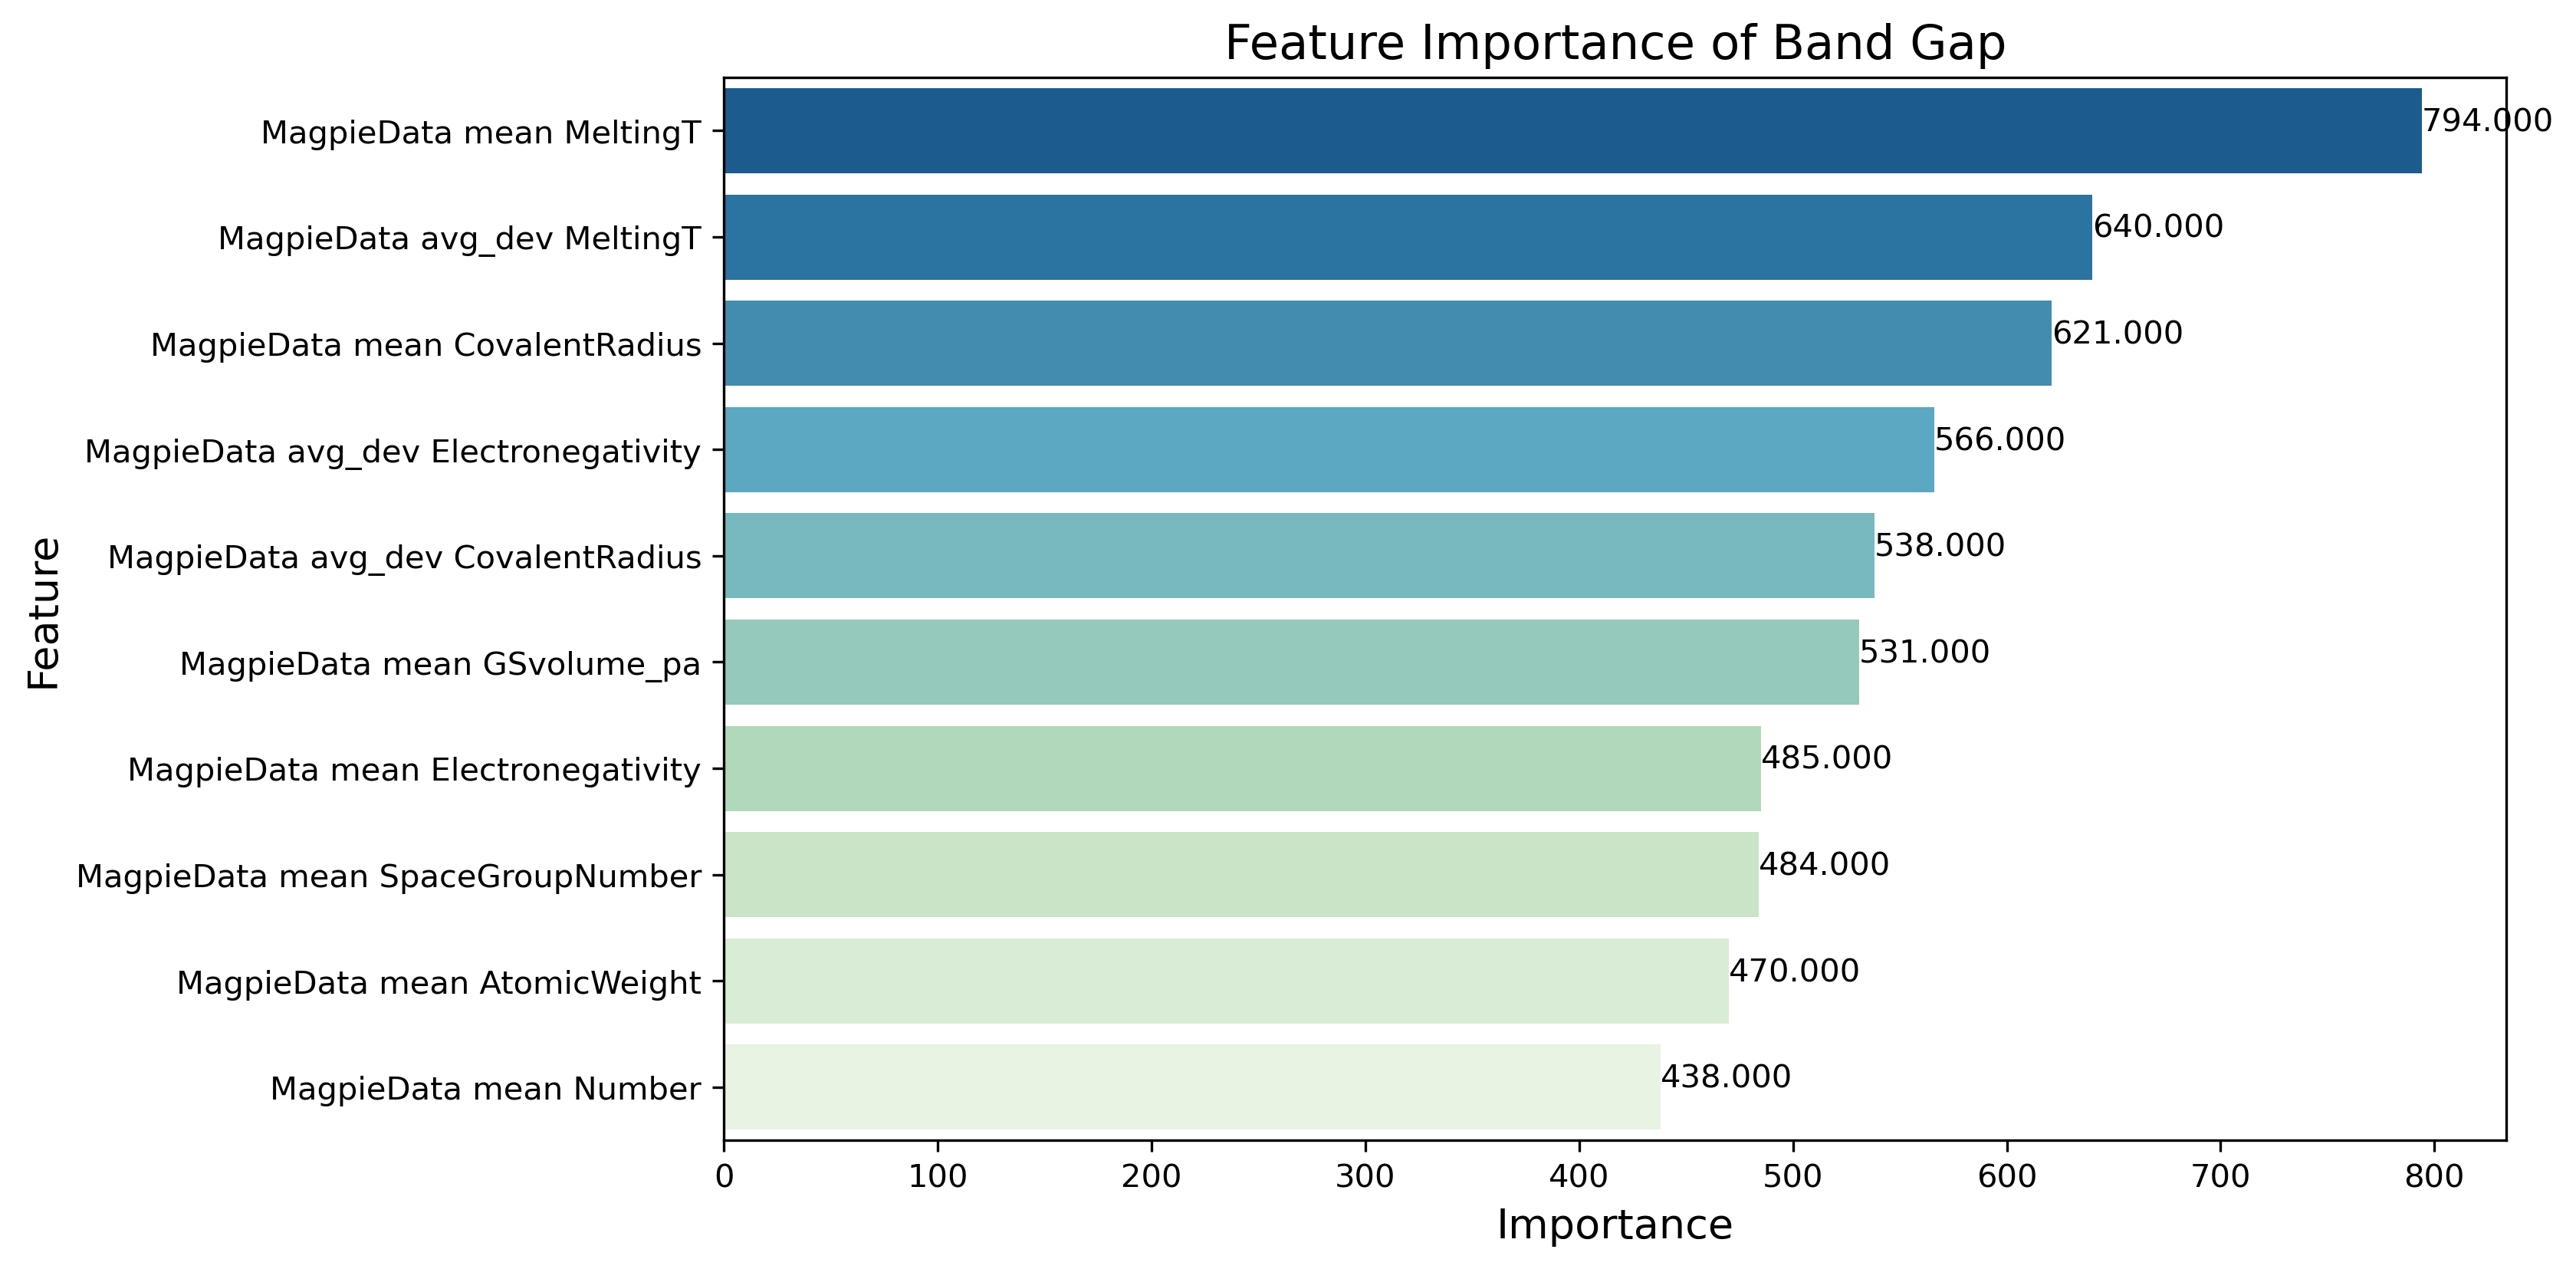 Feature Importance of Band Gap
MagpieData mean MeltingT
794.000
MagpieData avg_dev MeltingT
640.000
MagpieData mean CovalentRadius
621.000
MagpieData avg_dev Electronegativity
566.000
MagpieData avg_dev CovalentRadius
538.000
MagpieData mean GSvolume_pa
531.000
MagpieData mean Electronegativity
485.000
MagpieData mean SpaceGroupNumber
484.000
MagpieData mean AtomicWeight
470.000
MagpieData mean Number
438.000
Feature
0 100 200 300 400 500 600 700 800
Importance